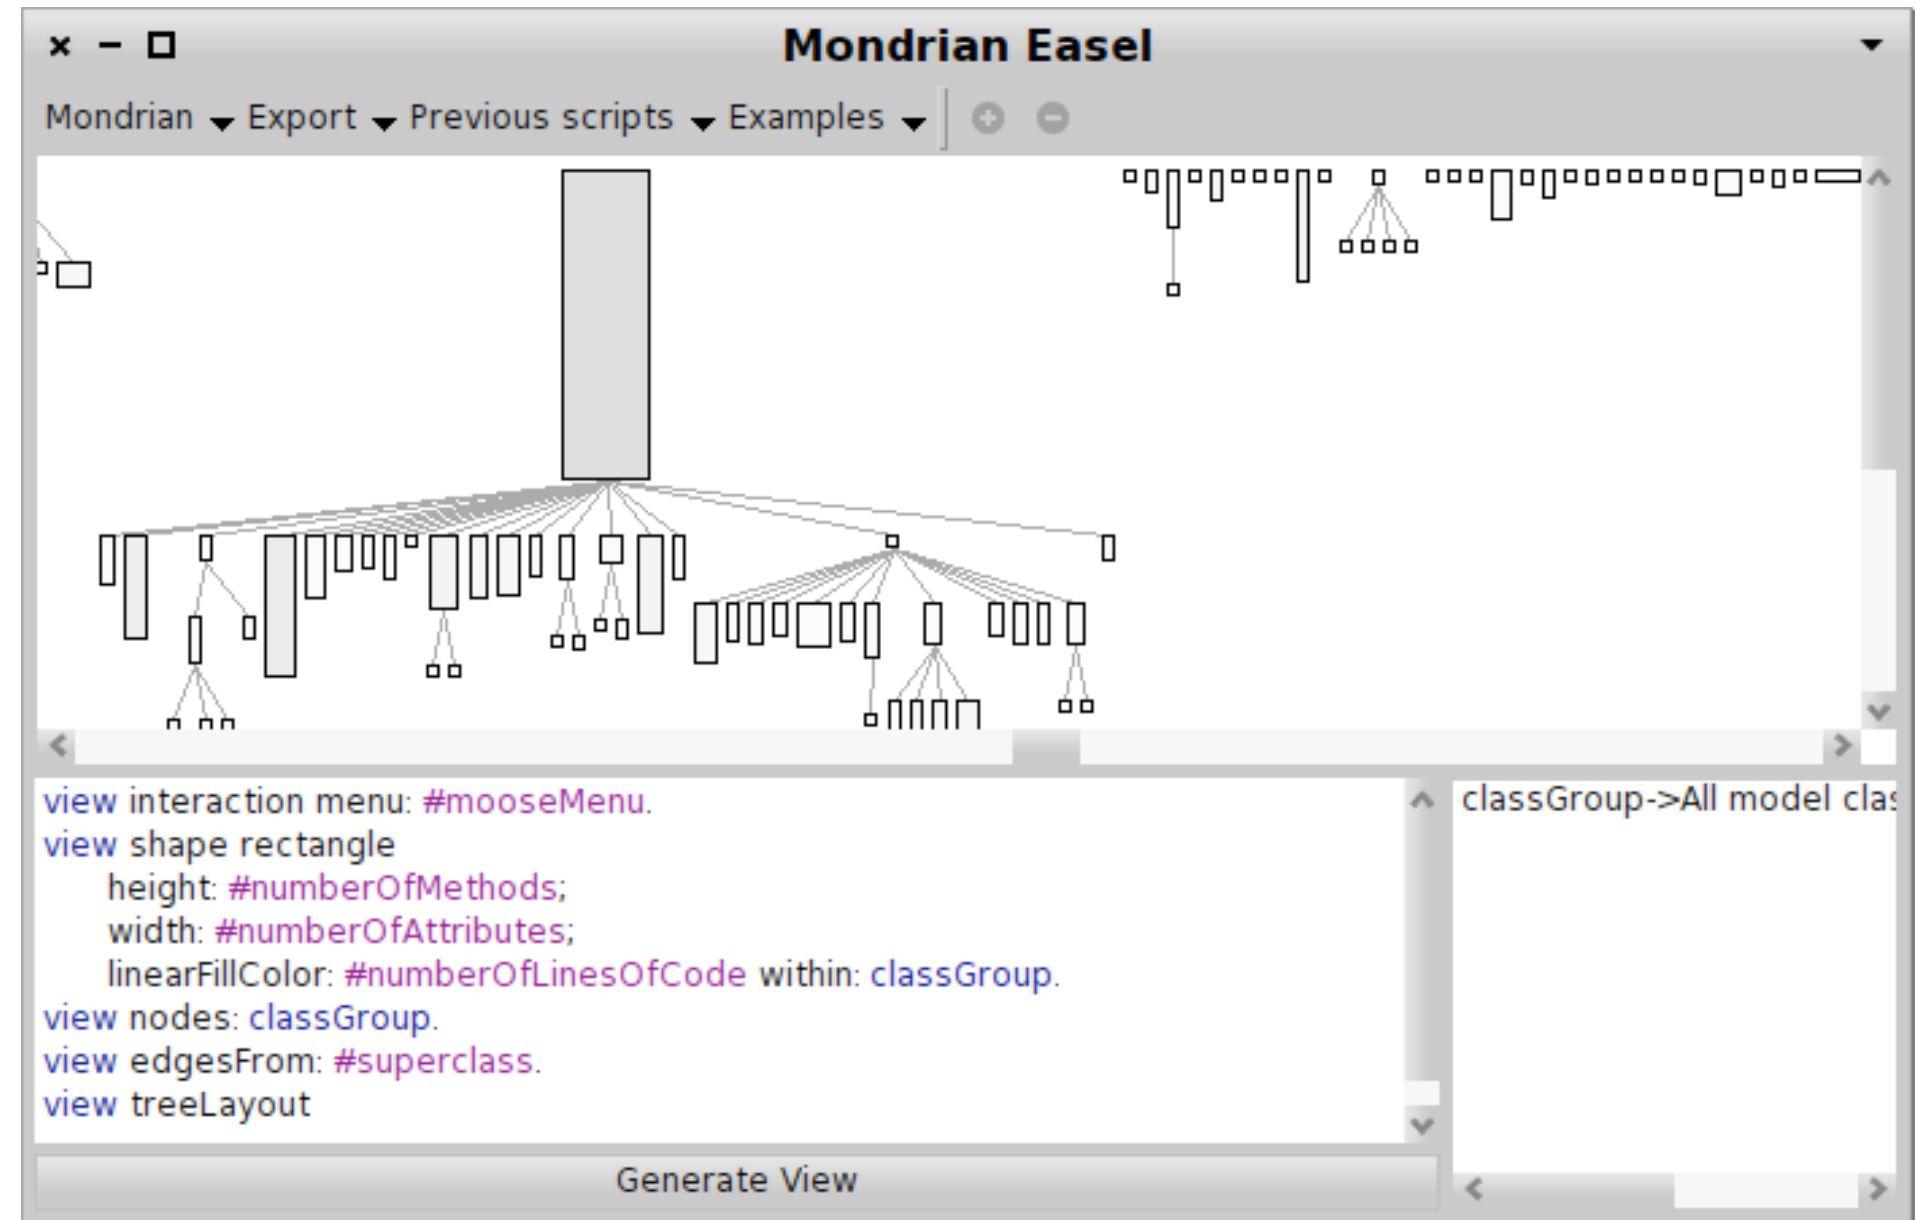 Mondrian Easel
Mondrian Export Previous scripts Examples
view interaction menu: #mooseMenu.
view shape rectangle
height: #numberOfMethods;
width: #numberOfAttributes;
linearFillColor: #numberOfLinesOfCode within: classGroup.
view nodes: classGroup.
view edgesFrom: #superclass.
view treeLayout
classGroup->All model clas
Generate View